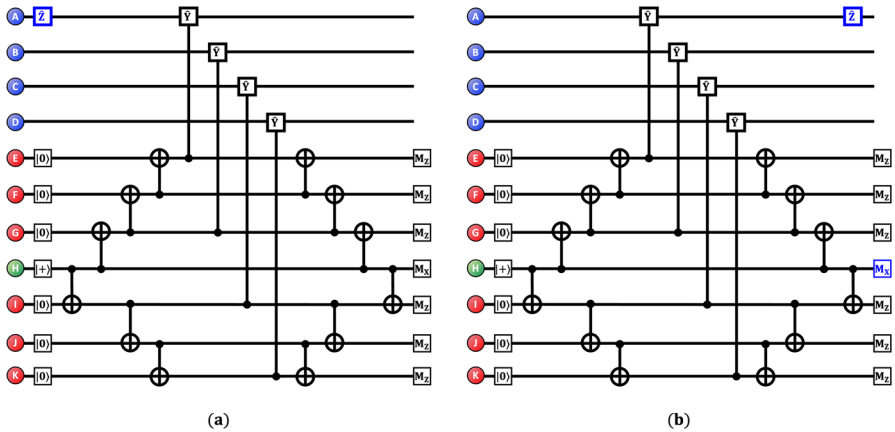 A Ẑ Ŷ A Ŷ Ẑ
B Ŷ B Ŷ
C Ŷ C Ŷ
D Ŷ D Ŷ
E |0⟩ M_Z E |0⟩ M_Z
F |0⟩ M_Z F |0⟩ M_Z
G |0⟩ M_Z G |0⟩ M_Z
H |+⟩ M_X H |+⟩ M_X
I |0⟩ M_Z I |0⟩ M_Z
J |0⟩ M_Z J |0⟩ M_Z
K |0⟩ M_Z K |0⟩ M_Z
(a) (b)